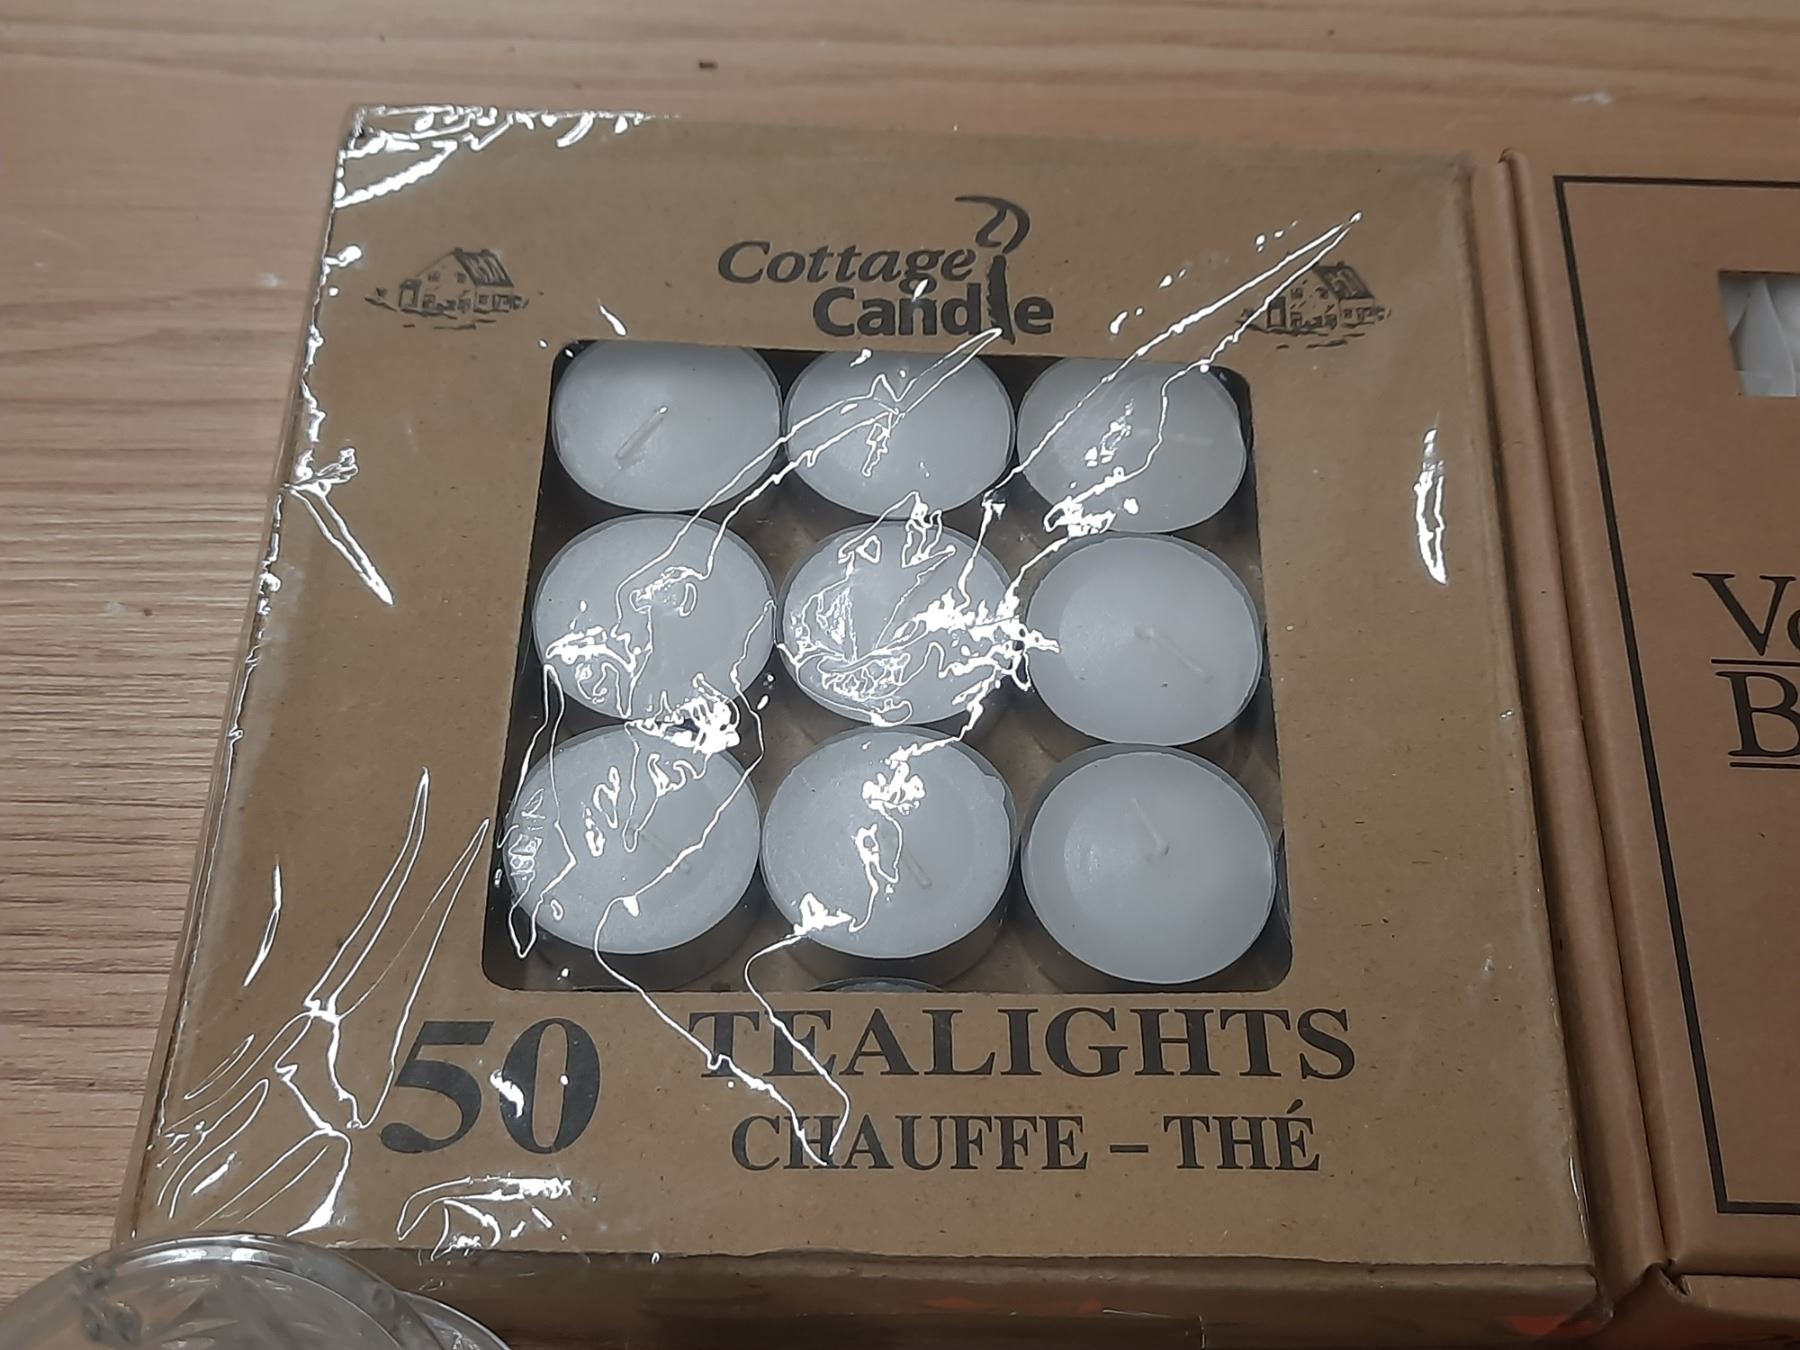 Cottage
Candle
50
TEALIGHTS
CHAUFFE – THÉ